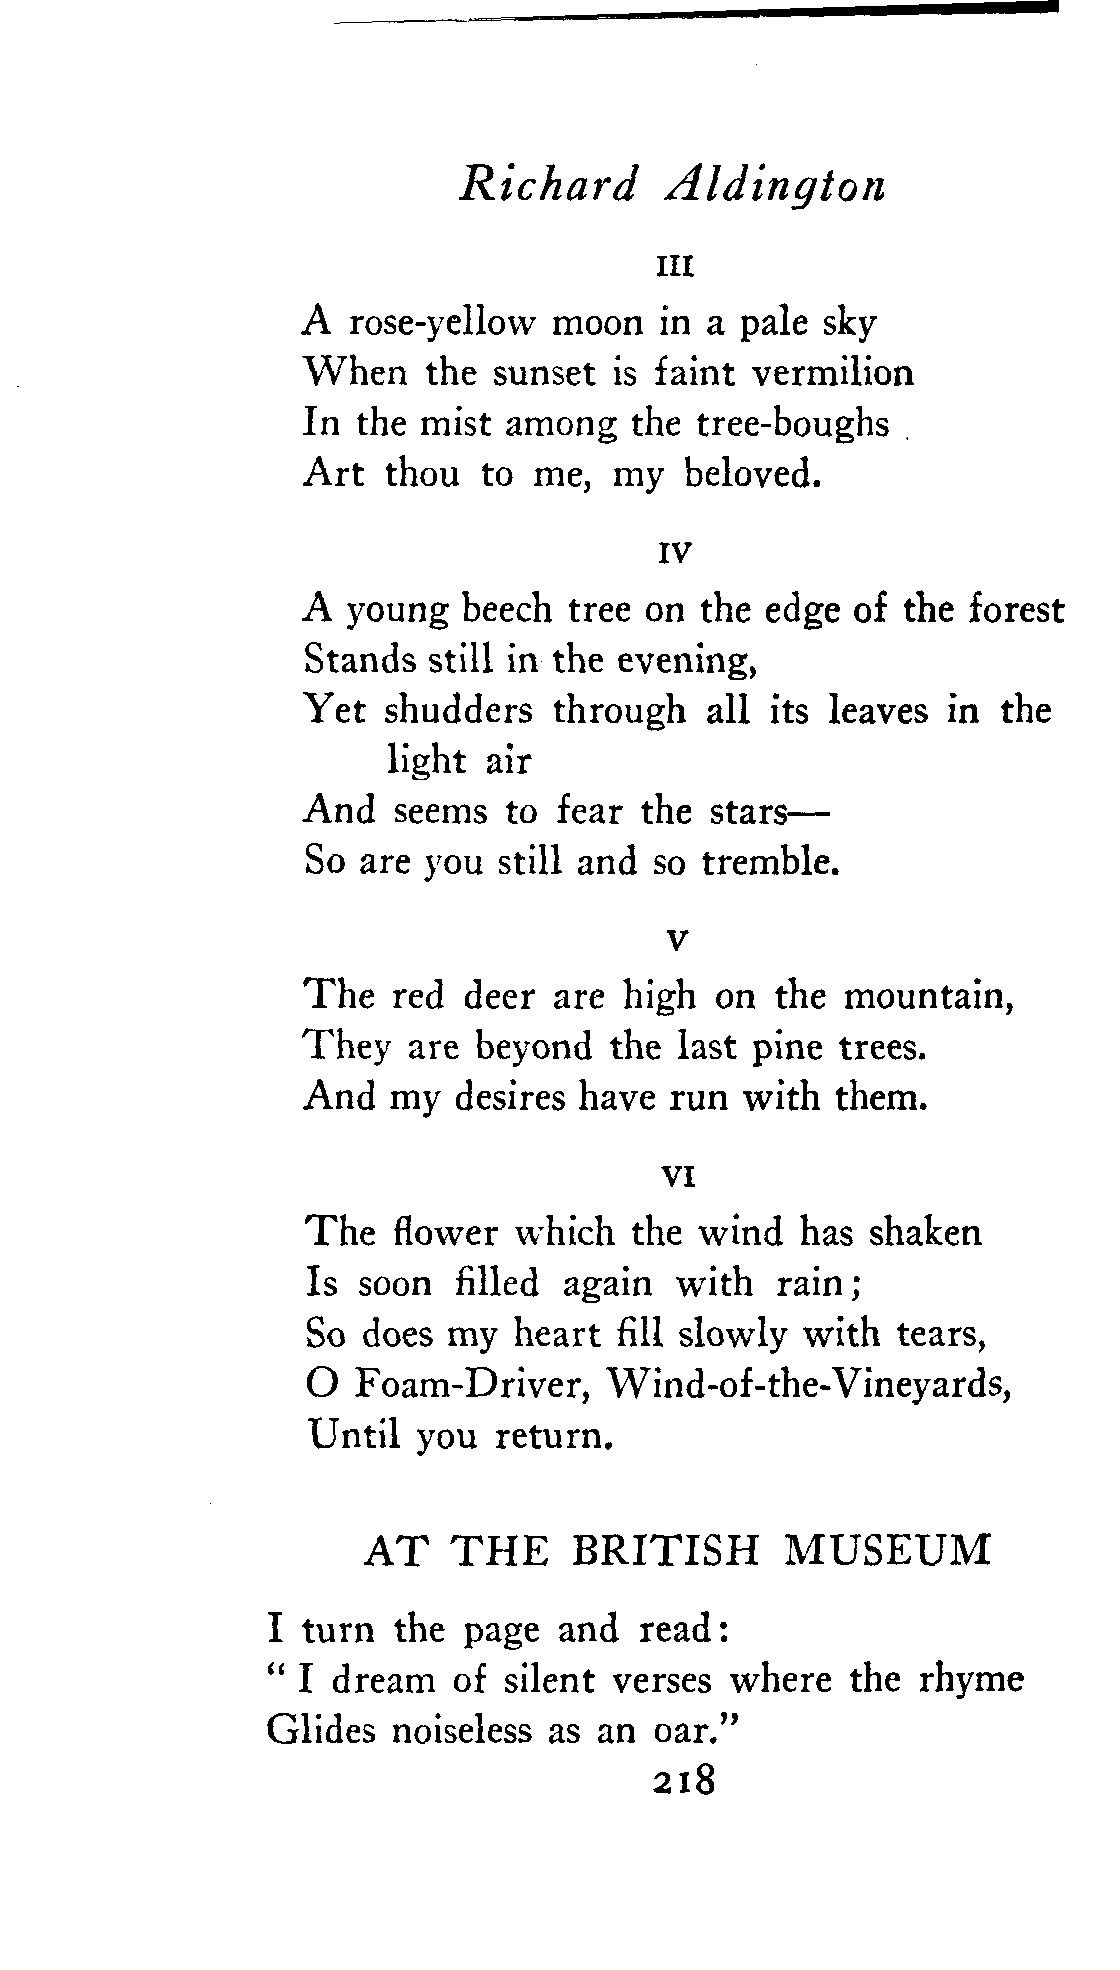 Richard Aldington
III
A rose-yellow moon in a pale sky
When the sunset is faint vermilion
In the mist among the tree-boughs
Art thou to me, my beloved.
IV
A young beech tree on the edge of the forest
Stands still in the evening,
Yet shudders through all its leaves in the
light air
And seems to fear the stars—
So are you still and so tremble.
V
The red deer are high on the mountain,
They are beyond the last pine trees.
And my desires have run with them.
VI
The flower which the wind has shaken
Is soon filled again with rain;
So does my heart fill slowly with tears,
O Foam-Driver, Wind-of-the-Vineyards,
Until you return.
AT THE BRITISH MUSEUM
I turn the page and read:
“ I dream of silent verses where the rhyme
Glides noiseless as an oar.”
218